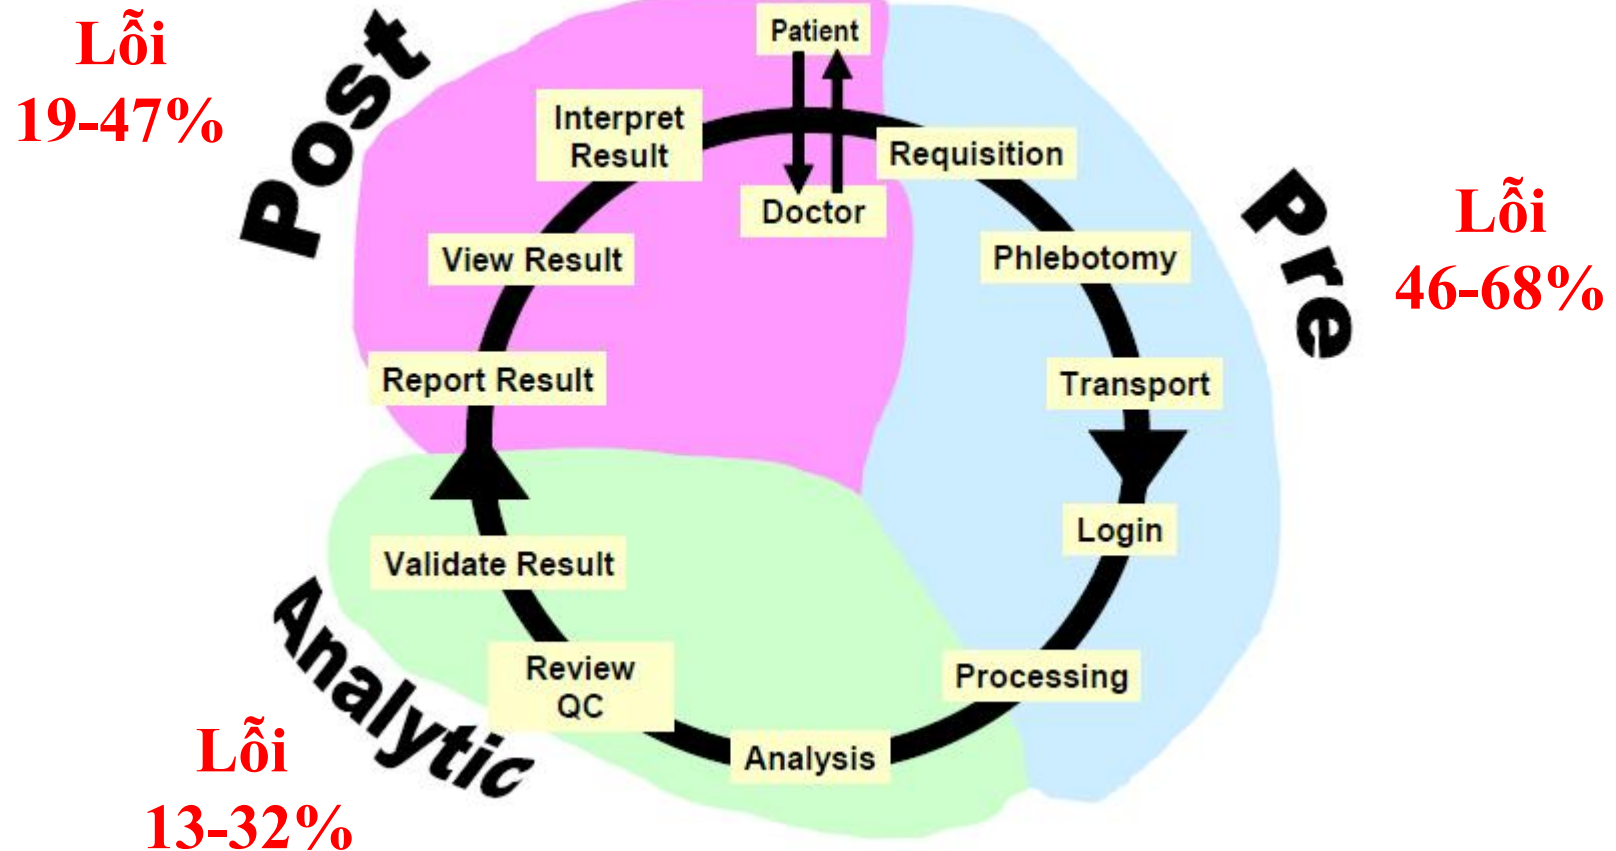 Lỗi
19-47%
Post
Patient
Interpret
Result
Requisition
Doctor
View Result
Phlebotomy
Pre
Lỗi
46-68%
Report Result
Transport
Login
Validate Result
Analytic
Review
QC
Processing
Analysis
Lỗi
13-32%